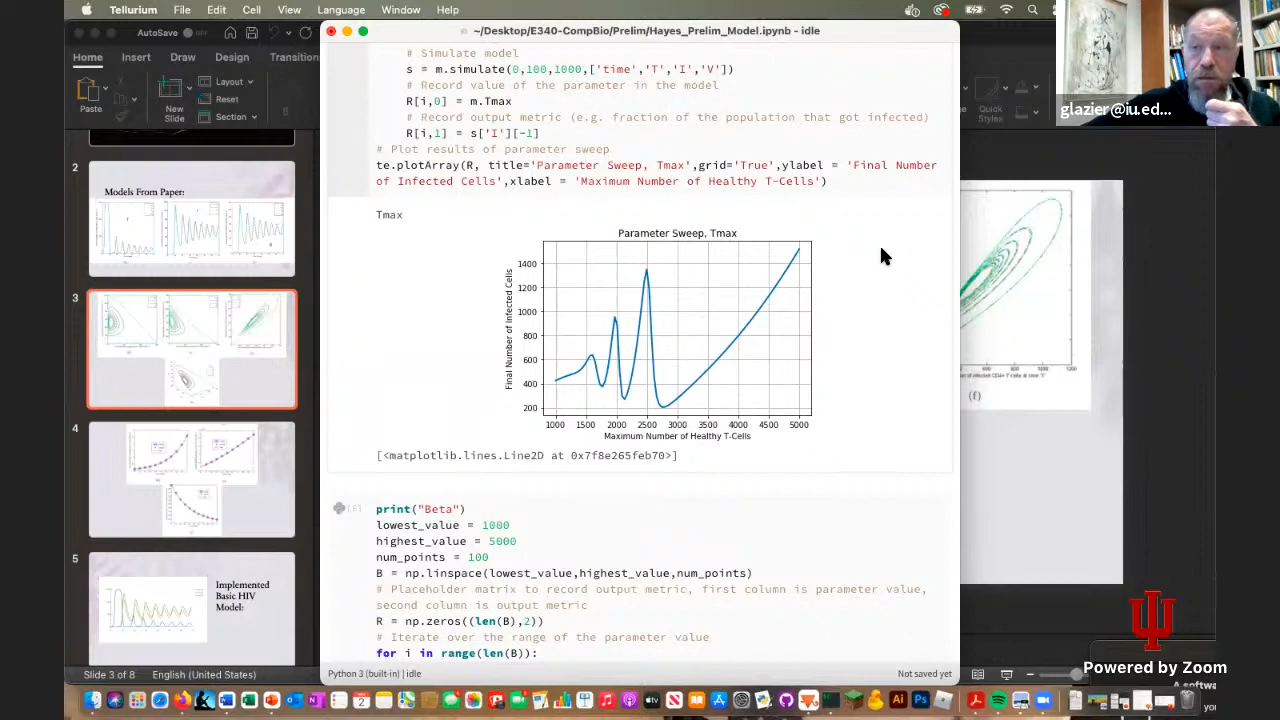 Tellurium File Edit View Language Window Help
AutoSave OFF
~/Desktop/E340-CompBio/Prelim/Hayes_Prelim_Model.ipynb - idle
Home Insert Draw Design Transitions
Paste
New Slide
Layout
Reset
Section
Quick Styles
glazier@iu.ed...
# Simulate model
s = m.simulate(0,100,1000,['time','T','I','V'])
# Record value of the parameter in the model
R[i,0] = m.Tmax
# Record output metric (e.g. fraction of the population that got infected)
R[i,1] = s['I'][-1]
# Plot results of parameter sweep
te.plotArray(R, title='Parameter Sweep, Tmax',grid='True',ylabel = 'Final Number
of Infected Cells',xlabel = 'Maximum Number of Healthy T-Cells')
Tmax
Parameter Sweep, Tmax
Final Number of Infected Cells
1400
1200
1000
800
600
400
200
1000 1500 2000 2500 3000 3500 4000 4500 5000
Maximum Number of Healthy T-Cells
[<matplotlib.lines.Line2D at 0x7f8e265feb70>]
print("Beta")
lowest_value = 1000
highest_value = 5000
num_points = 100
B = np.linspace(lowest_value,highest_value,num_points)
# Placeholder matrix to record output metric, first column is parameter value,
second column is output metric
R = np.zeros((len(B),2))
# Iterate over the range of the parameter value
for i in range(len(B)):
Python 3 (built-in) | idle
Not saved yet
2
Models From Paper:
3
4
5
Implemented
Basic HIV
Model:
600 800 1000 1200
(f)
Slide 3 of 8 English (United States)
Powered by Zoom